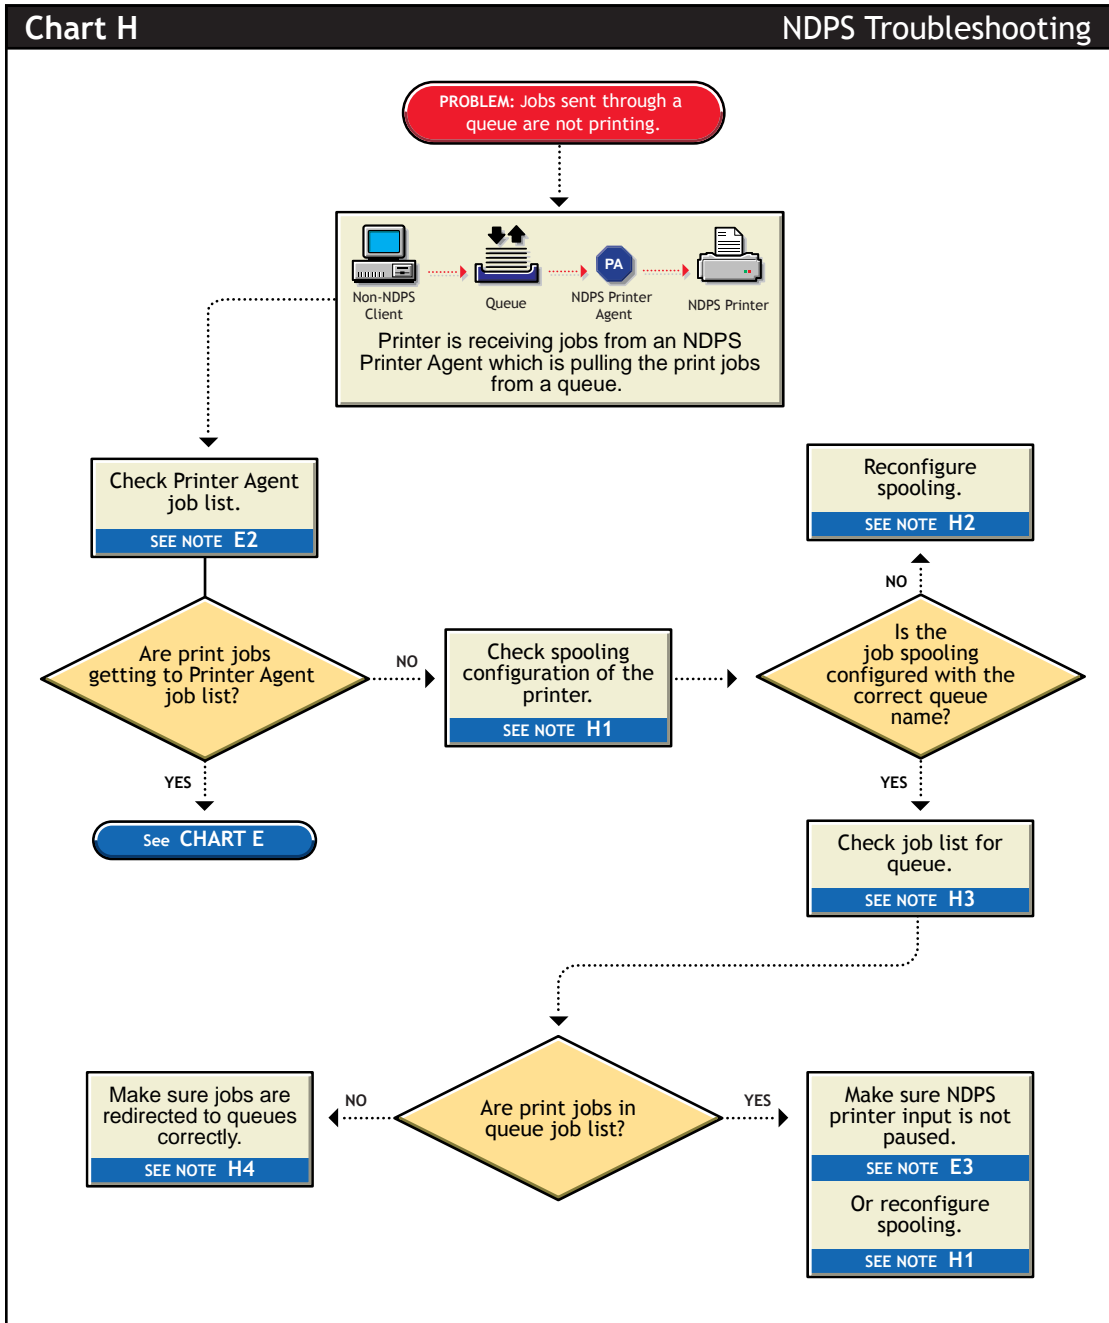 Chart H
NDPS Troubleshooting
PROBLEM: Jobs sent through a
queue are not printing.
Non-NDPS
Client
Queue
PA
NDPS Printer
Agent
NDPS Printer
Printer is receiving jobs from an NDPS
Printer Agent which is pulling the print jobs
from a queue.
Check Printer Agent
job list.
SEE NOTE E2
Reconfigure
spooling.
SEE NOTE H2
NO
Are print jobs
getting to Printer Agent
job list?
NO
Check spooling
configuration of the
printer.
SEE NOTE H1
Is the
job spooling
configured with the
correct queue
name?
YES
See CHART E
YES
Check job list for
queue.
SEE NOTE H3
Make sure jobs are
redirected to queues
correctly.
SEE NOTE H4
NO
Are print jobs in
queue job list?
YES
Make sure NDPS
printer input is not
paused.
SEE NOTE E3
Or reconfigure
spooling.
SEE NOTE H1